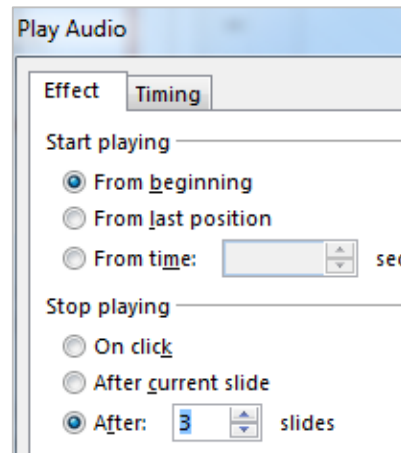 Play Audio
Effect Timing
Start playing
From beginning
From last position
From time:
Stop playing
On click
After current slide
After: 3 slides